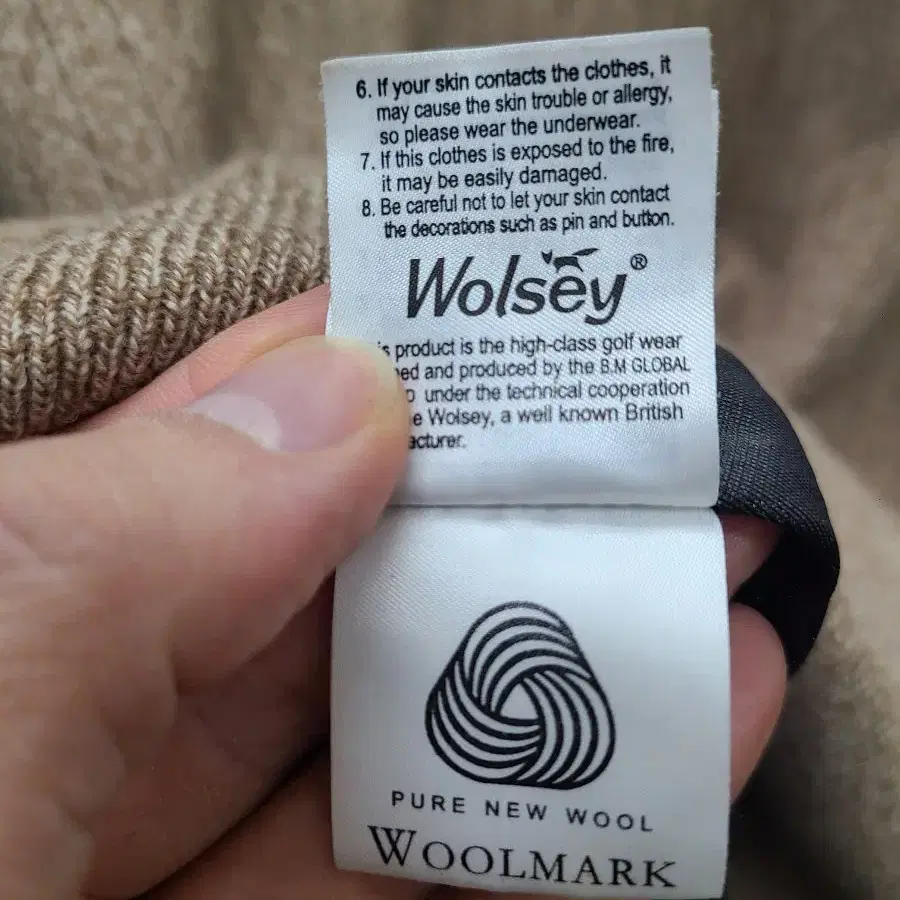 6. If your skin contacts the clothes, it
may cause the skin trouble or allergy,
so please wear the underwear.
7. If this clothes is exposed to the fire,
it may be easily damaged.
8. Be careful not to let your skin contact
the decorations such as pin and button.
Wolsey®
product is the high-class golf wear
and produced by the B.M GLOBAL
under the technical cooperation
Wolsey, a well known British
PURE NEW WOOL
WOOLMARK